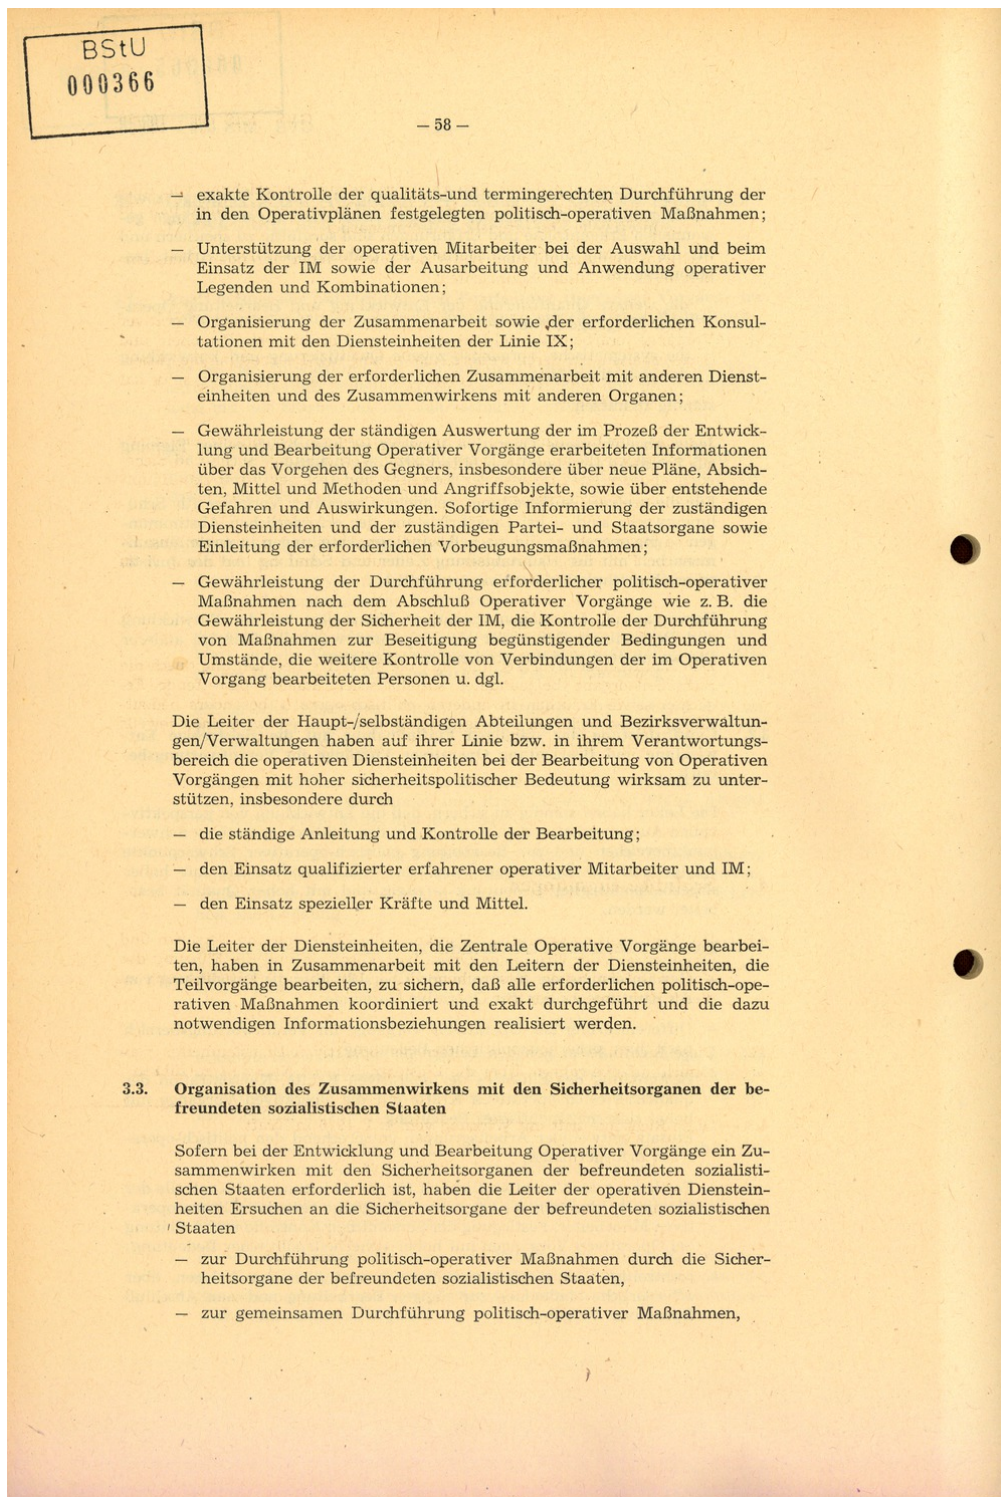 BStU
000366
— 58 —
— exakte Kontrolle der qualitäts-und termingerechten Durchführung der
in den Operativplänen festgelegten politisch-operativen Maßnahmen;
— Unterstützung der operativen Mitarbeiter bei der Auswahl und beim
Einsatz der IM sowie der Ausarbeitung und Anwendung operativer
Legenden und Kombinationen;
— Organisierung der Zusammenarbeit sowie der erforderlichen Konsul-
tationen mit den Diensteinheiten der Linie IX;
— Organisierung der erforderlichen Zusammenarbeit mit anderen Dienst-
einheiten und des Zusammenwirkens mit anderen Organen;
— Gewährleistung der ständigen Auswertung der im Prozeß der Entwick-
lung und Bearbeitung Operativer Vorgänge erarbeiteten Informationen
über das Vorgehen des Gegners, insbesondere über neue Pläne, Absich-
ten, Mittel und Methoden und Angriffsobjekte, sowie über entstehende
Gefahren und Auswirkungen. Sofortige Informierung der zuständigen
Diensteinheiten und der zuständigen Partei- und Staatsorgane sowie
Einleitung der erforderlichen Vorbeugungsmaßnahmen;
— Gewährleistung der Durchführung erforderlicher politisch-operativer
Maßnahmen nach dem Abschluß Operativer Vorgänge wie z. B. die
Gewährleistung der Sicherheit der IM, die Kontrolle der Durchführung
von Maßnahmen zur Beseitigung begünstigender Bedingungen und
Umstände, die weitere Kontrolle von Verbindungen der im Operativen
Vorgang bearbeiteten Personen u. dgl.
Die Leiter der Haupt-/selbständigen Abteilungen und Bezirksverwaltun-
gen/Verwaltungen haben auf ihrer Linie bzw. in ihrem Verantwortungs-
bereich die operativen Diensteinheiten bei der Bearbeitung von Operativen
Vorgängen mit hoher sicherheitspolitischer Bedeutung wirksam zu unter-
stützen, insbesondere durch
— die ständige Anleitung und Kontrolle der Bearbeitung;
— den Einsatz qualifizierter erfahrener operativer Mitarbeiter und IM;
— den Einsatz spezieller Kräfte und Mittel.
Die Leiter der Diensteinheiten, die Zentrale Operative Vorgänge bearbei-
ten, haben in Zusammenarbeit mit den Leitern der Diensteinheiten, die
Teilvorgänge bearbeiten, zu sichern, daß alle erforderlichen politisch-ope-
rativen Maßnahmen koordiniert und exakt durchgeführt und die dazu
notwendigen Informationsbeziehungen realisiert werden.
3.3. Organisation des Zusammenwirkens mit den Sicherheitsorganen der be-
freundeten sozialistischen Staaten
Sofern bei der Entwicklung und Bearbeitung Operativer Vorgänge ein Zu-
sammenwirken mit den Sicherheitsorganen der befreundeten sozialisti-
schen Staaten erforderlich ist, haben die Leiter der operativen Dienstein-
heiten Ersuchen an die Sicherheitsorgane der befreundeten sozialistischen
Staaten
— zur Durchführung politisch-operativer Maßnahmen durch die Sicher-
heitsorgane der befreundeten sozialistischen Staaten,
— zur gemeinsamen Durchführung politisch-operativer Maßnahmen,